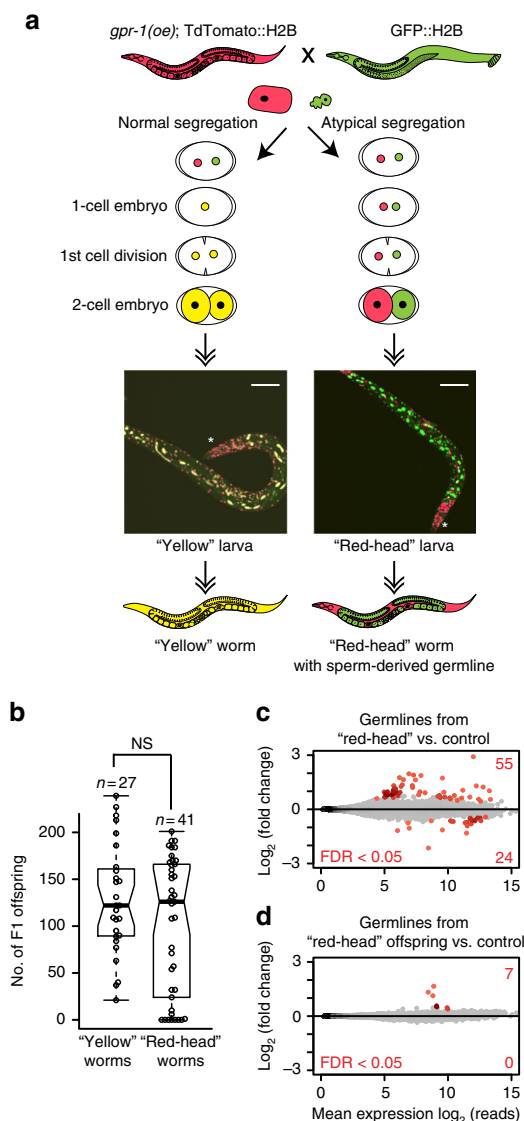 a
gpr-1(oe); TdTomato::H2B
X
GFP::H2B
Normal segregation
Atypical segregation
1-cell embryo
1st cell division
2-cell embryo
*
*
“Yellow” larva
“Red-head” larva
“Yellow” worm
“Red-head” worm
with sperm-derived germline
b
NS
n=27
n=41
No. of F1 offspring
200
150
100
50
0
“Yellow”
worms
“Red-head”
worms
c
Germlines from
“red-head” vs. control
Log2 (fold change)
3
0
−3
55
24
FDR < 0.05
0
5
10
15
d
Germlines from
“red-head” offspring vs. control
Log2 (fold change)
3
0
−3
7
0
FDR < 0.05
0
5
10
15
Mean expression log2 (reads)